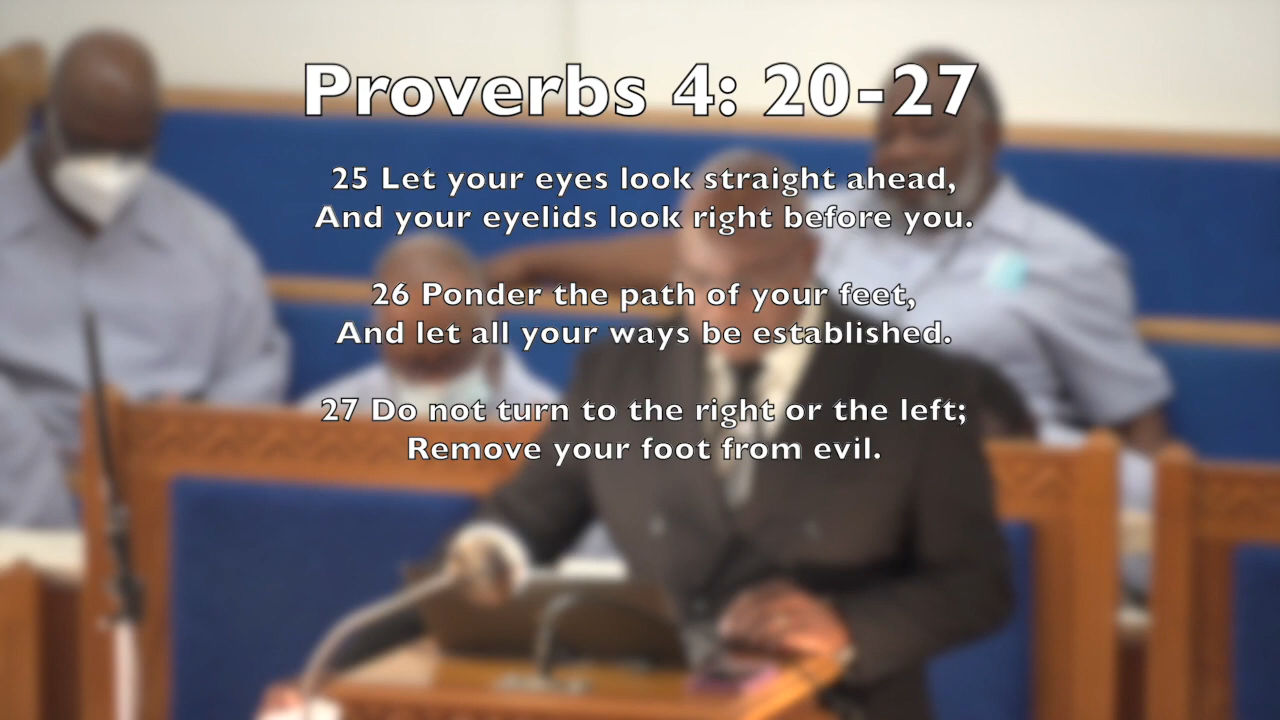 Proverbs 4: 20-27
25 Let your eyes look straight ahead,
And your eyelids look right before you.
26 Ponder the path of your feet,
And let all your ways be established.
27 Do not turn to the right or the left;
Remove your foot from evil.